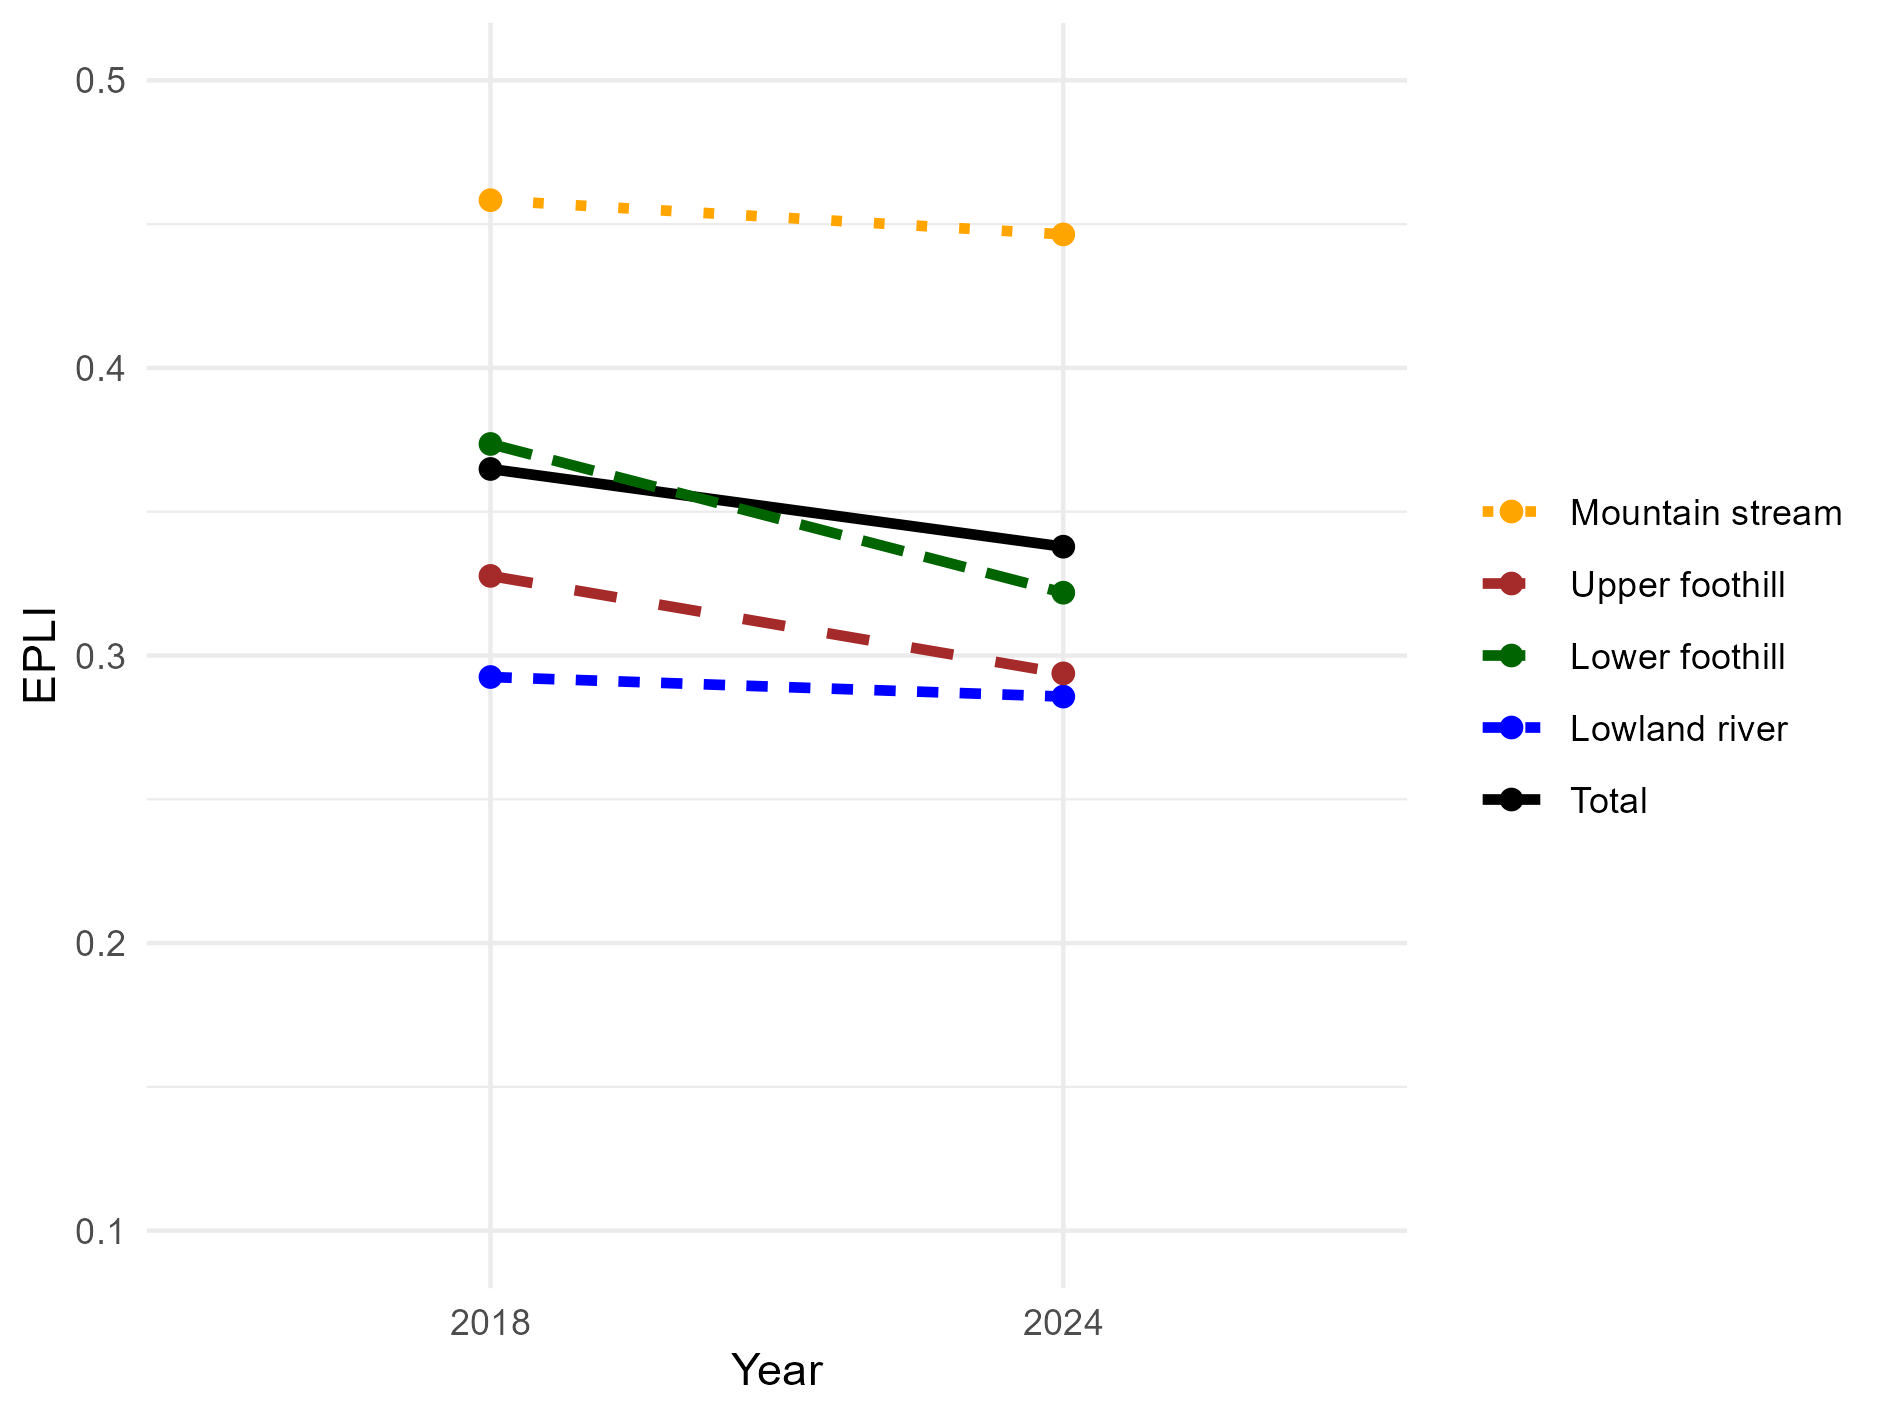 0.5
0.4
0.3
0.2
0.1
EPLI
2018
2024
Year
Mountain stream
Upper foothill
Lower foothill
Lowland river
Total